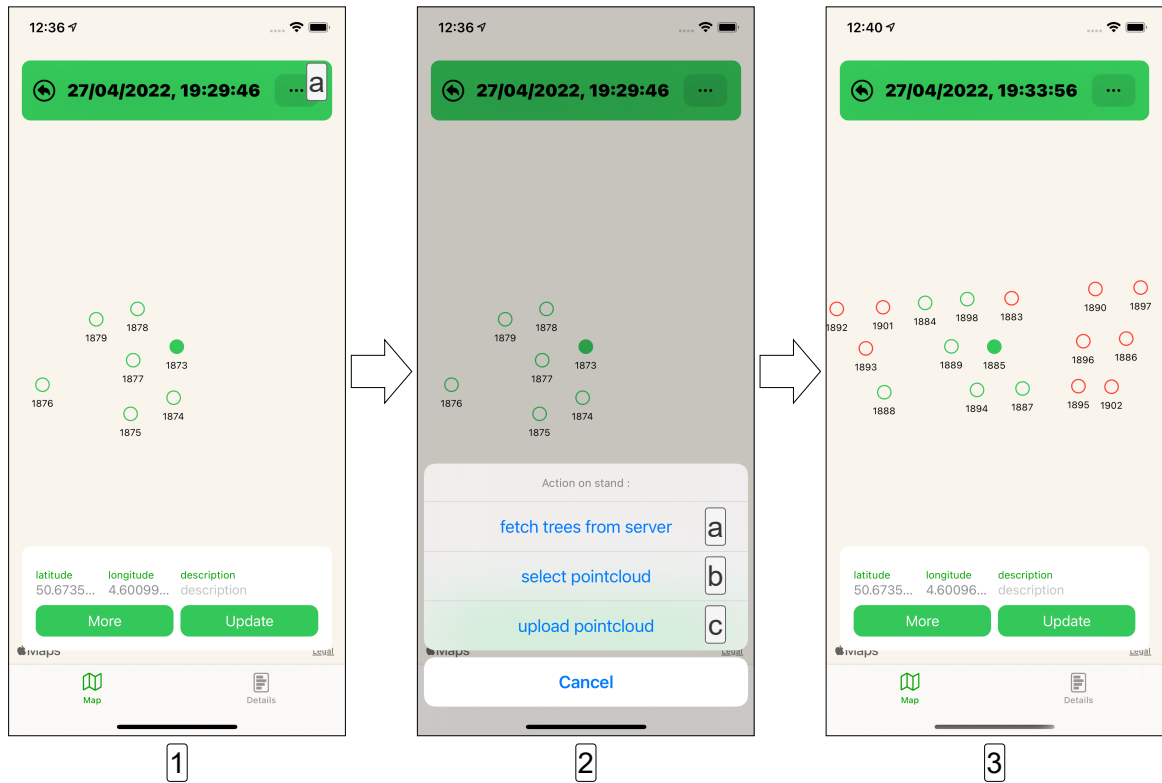 12:36
27/04/2022, 19:29:46
...
a
1878
1879
1873
1877
1876
1874
1875
latitude longitude description
50.6735... 4.60099... description
More Update
Maps Legal
Map Details
1
12:36
27/04/2022, 19:29:46
...
1878
1879
1873
1877
1876
1874
1875
Action on stand :
fetch trees from server a
select pointcloud b
upload pointcloud c
Maps Legal
Cancel
2
12:40
27/04/2022, 19:33:56
...
1890 1897
1892 1901 1884 1898 1883
1893 1889 1885 1896 1886
1888 1894 1887 1895 1902
latitude longitude description
50.6735... 4.60096... description
More Update
Maps Legal
Map Details
3